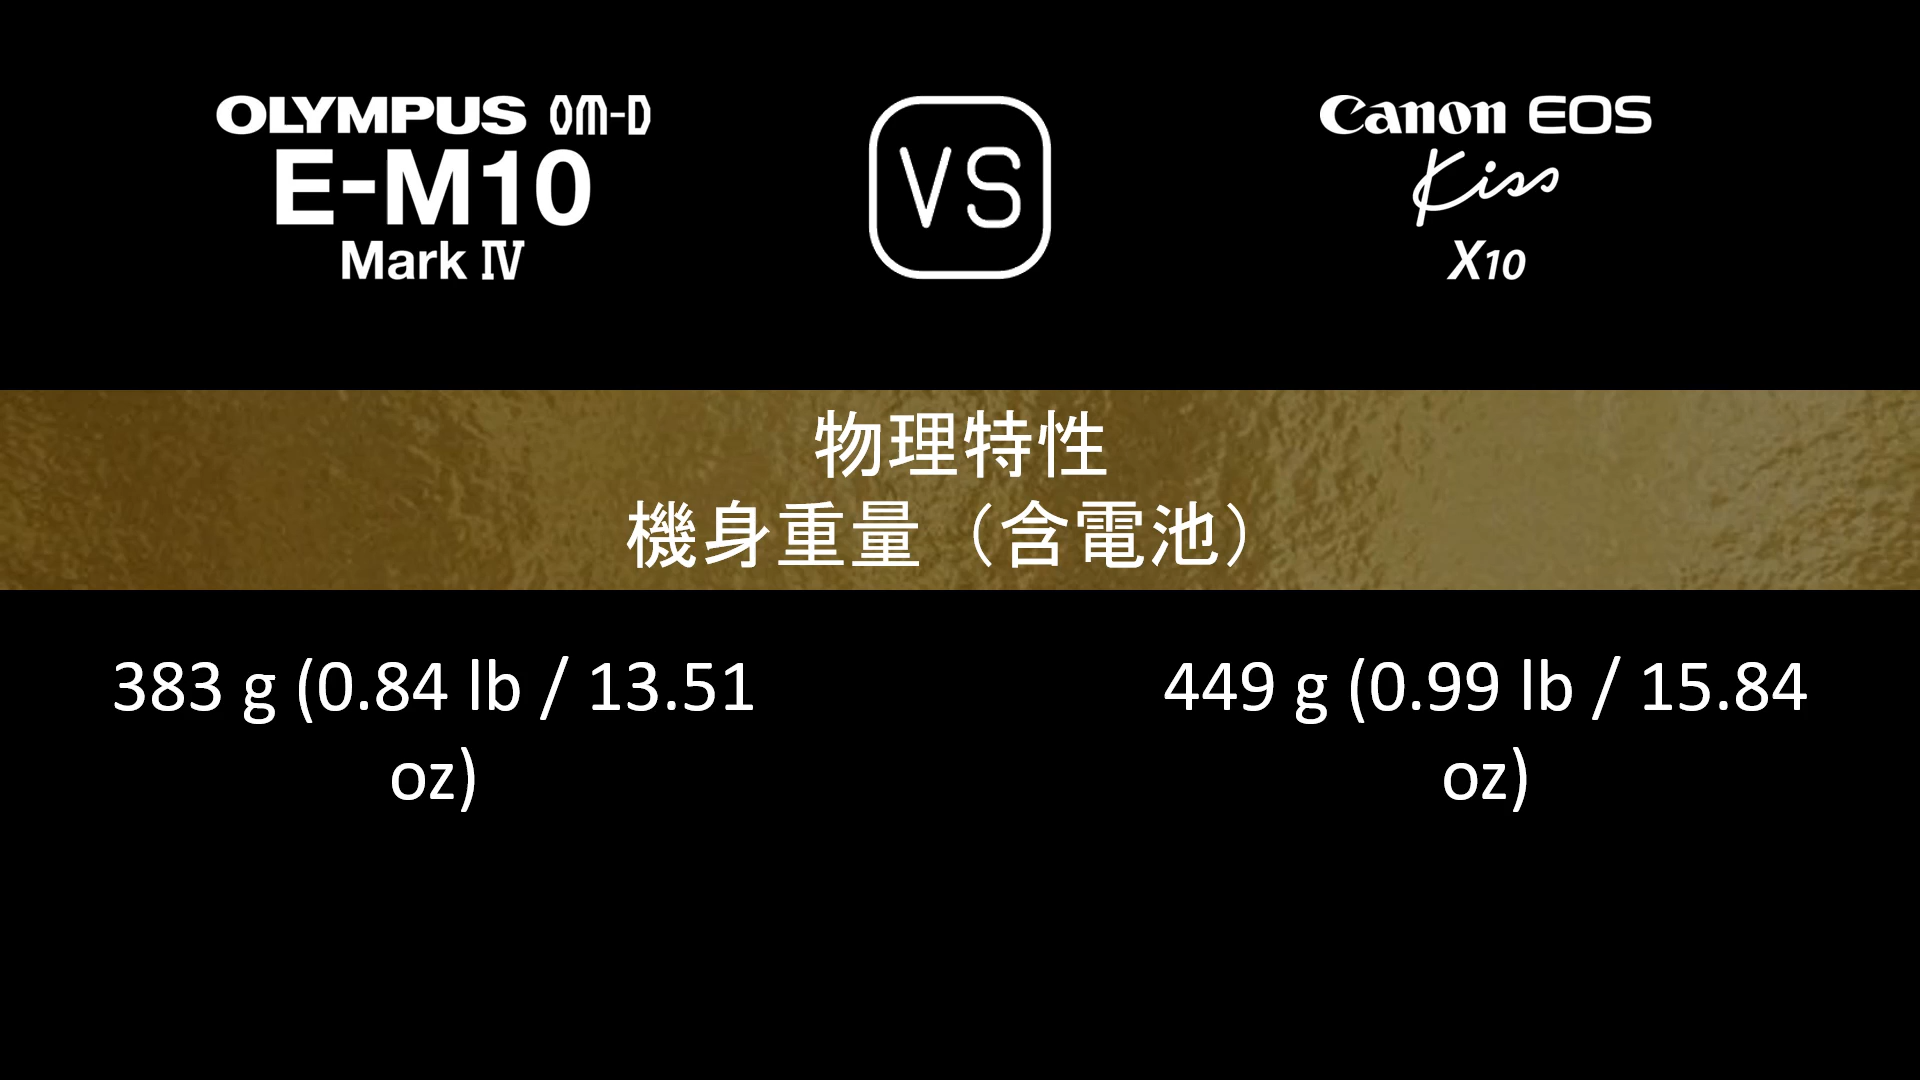 OLYMPUS OM-D
E-M10
Mark IV
VS
Canon EOS
Kiss
X10
物理特性
機身重量（含電池）
383 g (0.84 lb / 13.51
oz)
449 g (0.99 lb / 15.84
oz)